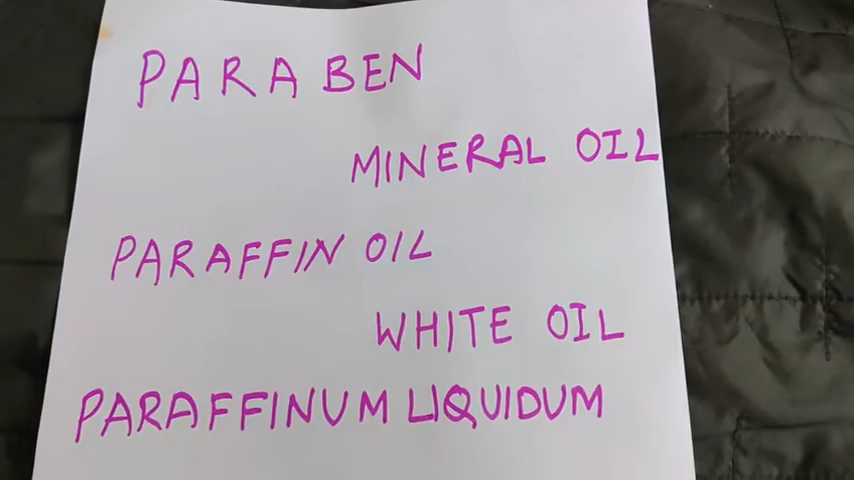 PARABEN
MINERAL OIL
PARAFFIN OIL
WHITE OIL
PARAFFINUM LIQUIDUM